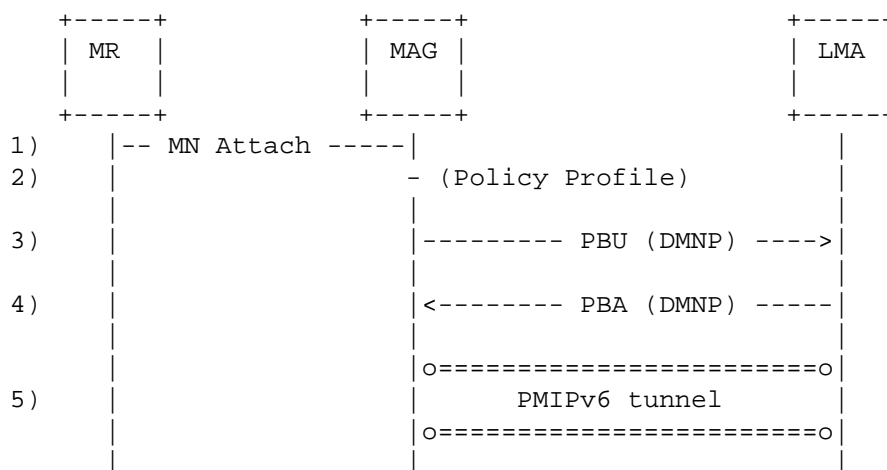 MR MAG LMA
1) MN Attach
2) (Policy Profile)
3) PBU (DMNP)
4) PBA (DMNP)
5) PMIPv6 tunnel